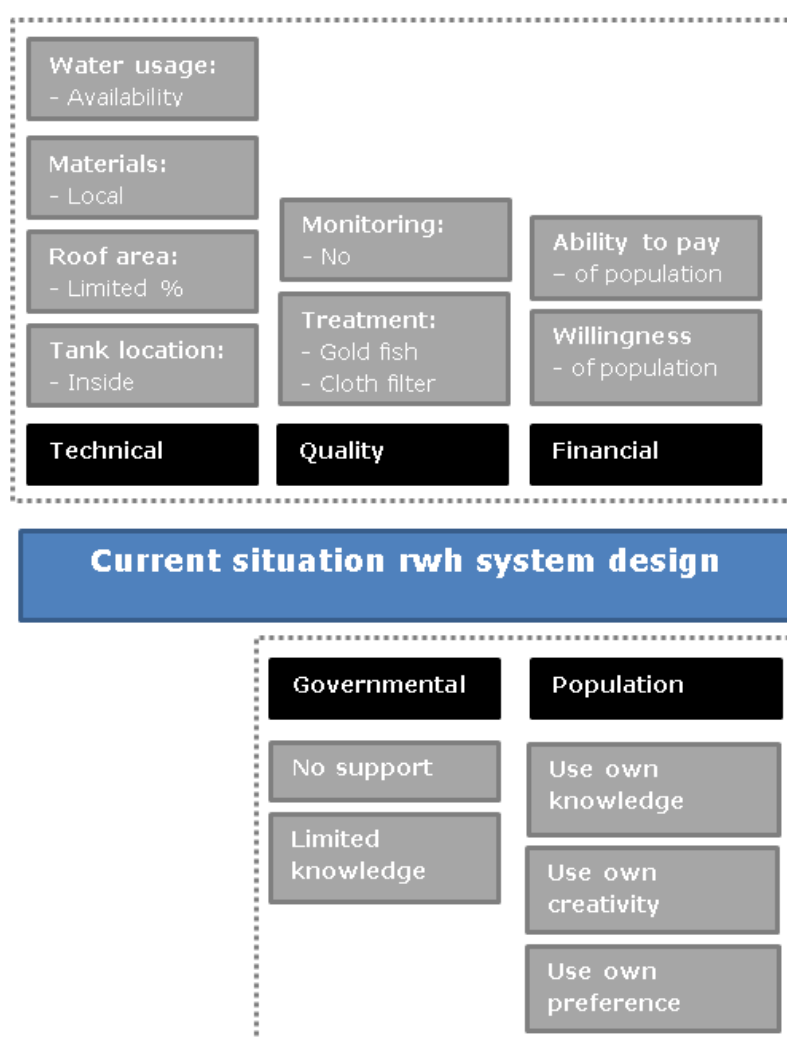 Water usage:
- Availability
Materials:
- Local
Roof area:
- Limited %
Tank location:
- Inside
Technical
Monitoring:
- No
Treatment:
- Gold fish
- Cloth filter
Quality
Ability to pay
– of population
Willingness
- of population
Financial
Current situation rwh system design
Governmental
No support
Limited
knowledge
Population
Use own
knowledge
Use own
creativity
Use own
preference